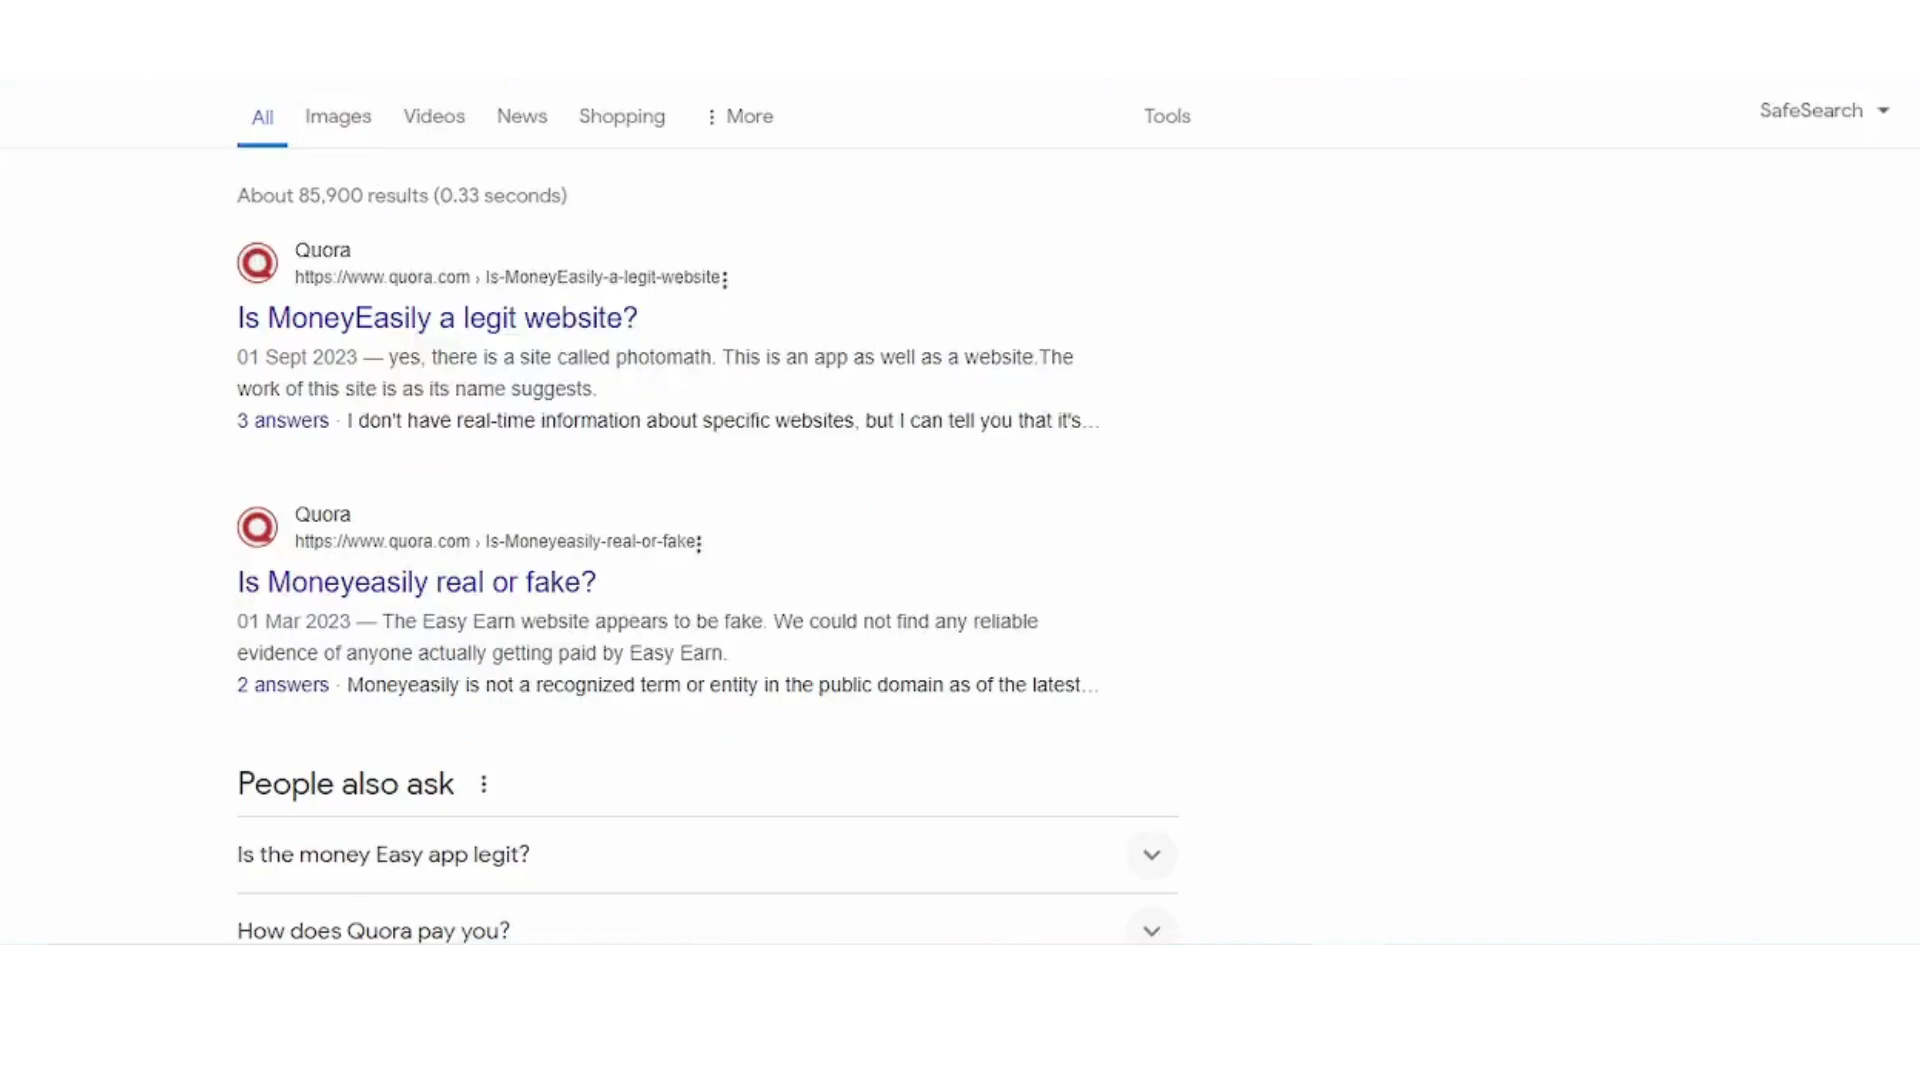 All Images Videos News Shopping ⋮ More Tools SafeSearch
About 85,900 results (0.33 seconds)
Quora
https://www.quora.com › Is-MoneyEasily-a-legit-website
Is MoneyEasily a legit website?
01 Sept 2023 — yes, there is a site called photomath. This is an app as well as a website.The
work of this site is as its name suggests.
3 answers · I don't have real-time information about specific websites, but I can tell you that it's...
Quora
https://www.quora.com › Is-Moneyeasily-real-or-fake
Is Moneyeasily real or fake?
01 Mar 2023 — The Easy Earn website appears to be fake. We could not find any reliable
evidence of anyone actually getting paid by Easy Earn.
2 answers · Moneyeasily is not a recognized term or entity in the public domain as of the latest...
People also ask
Is the money Easy app legit?
How does Quora pay you?